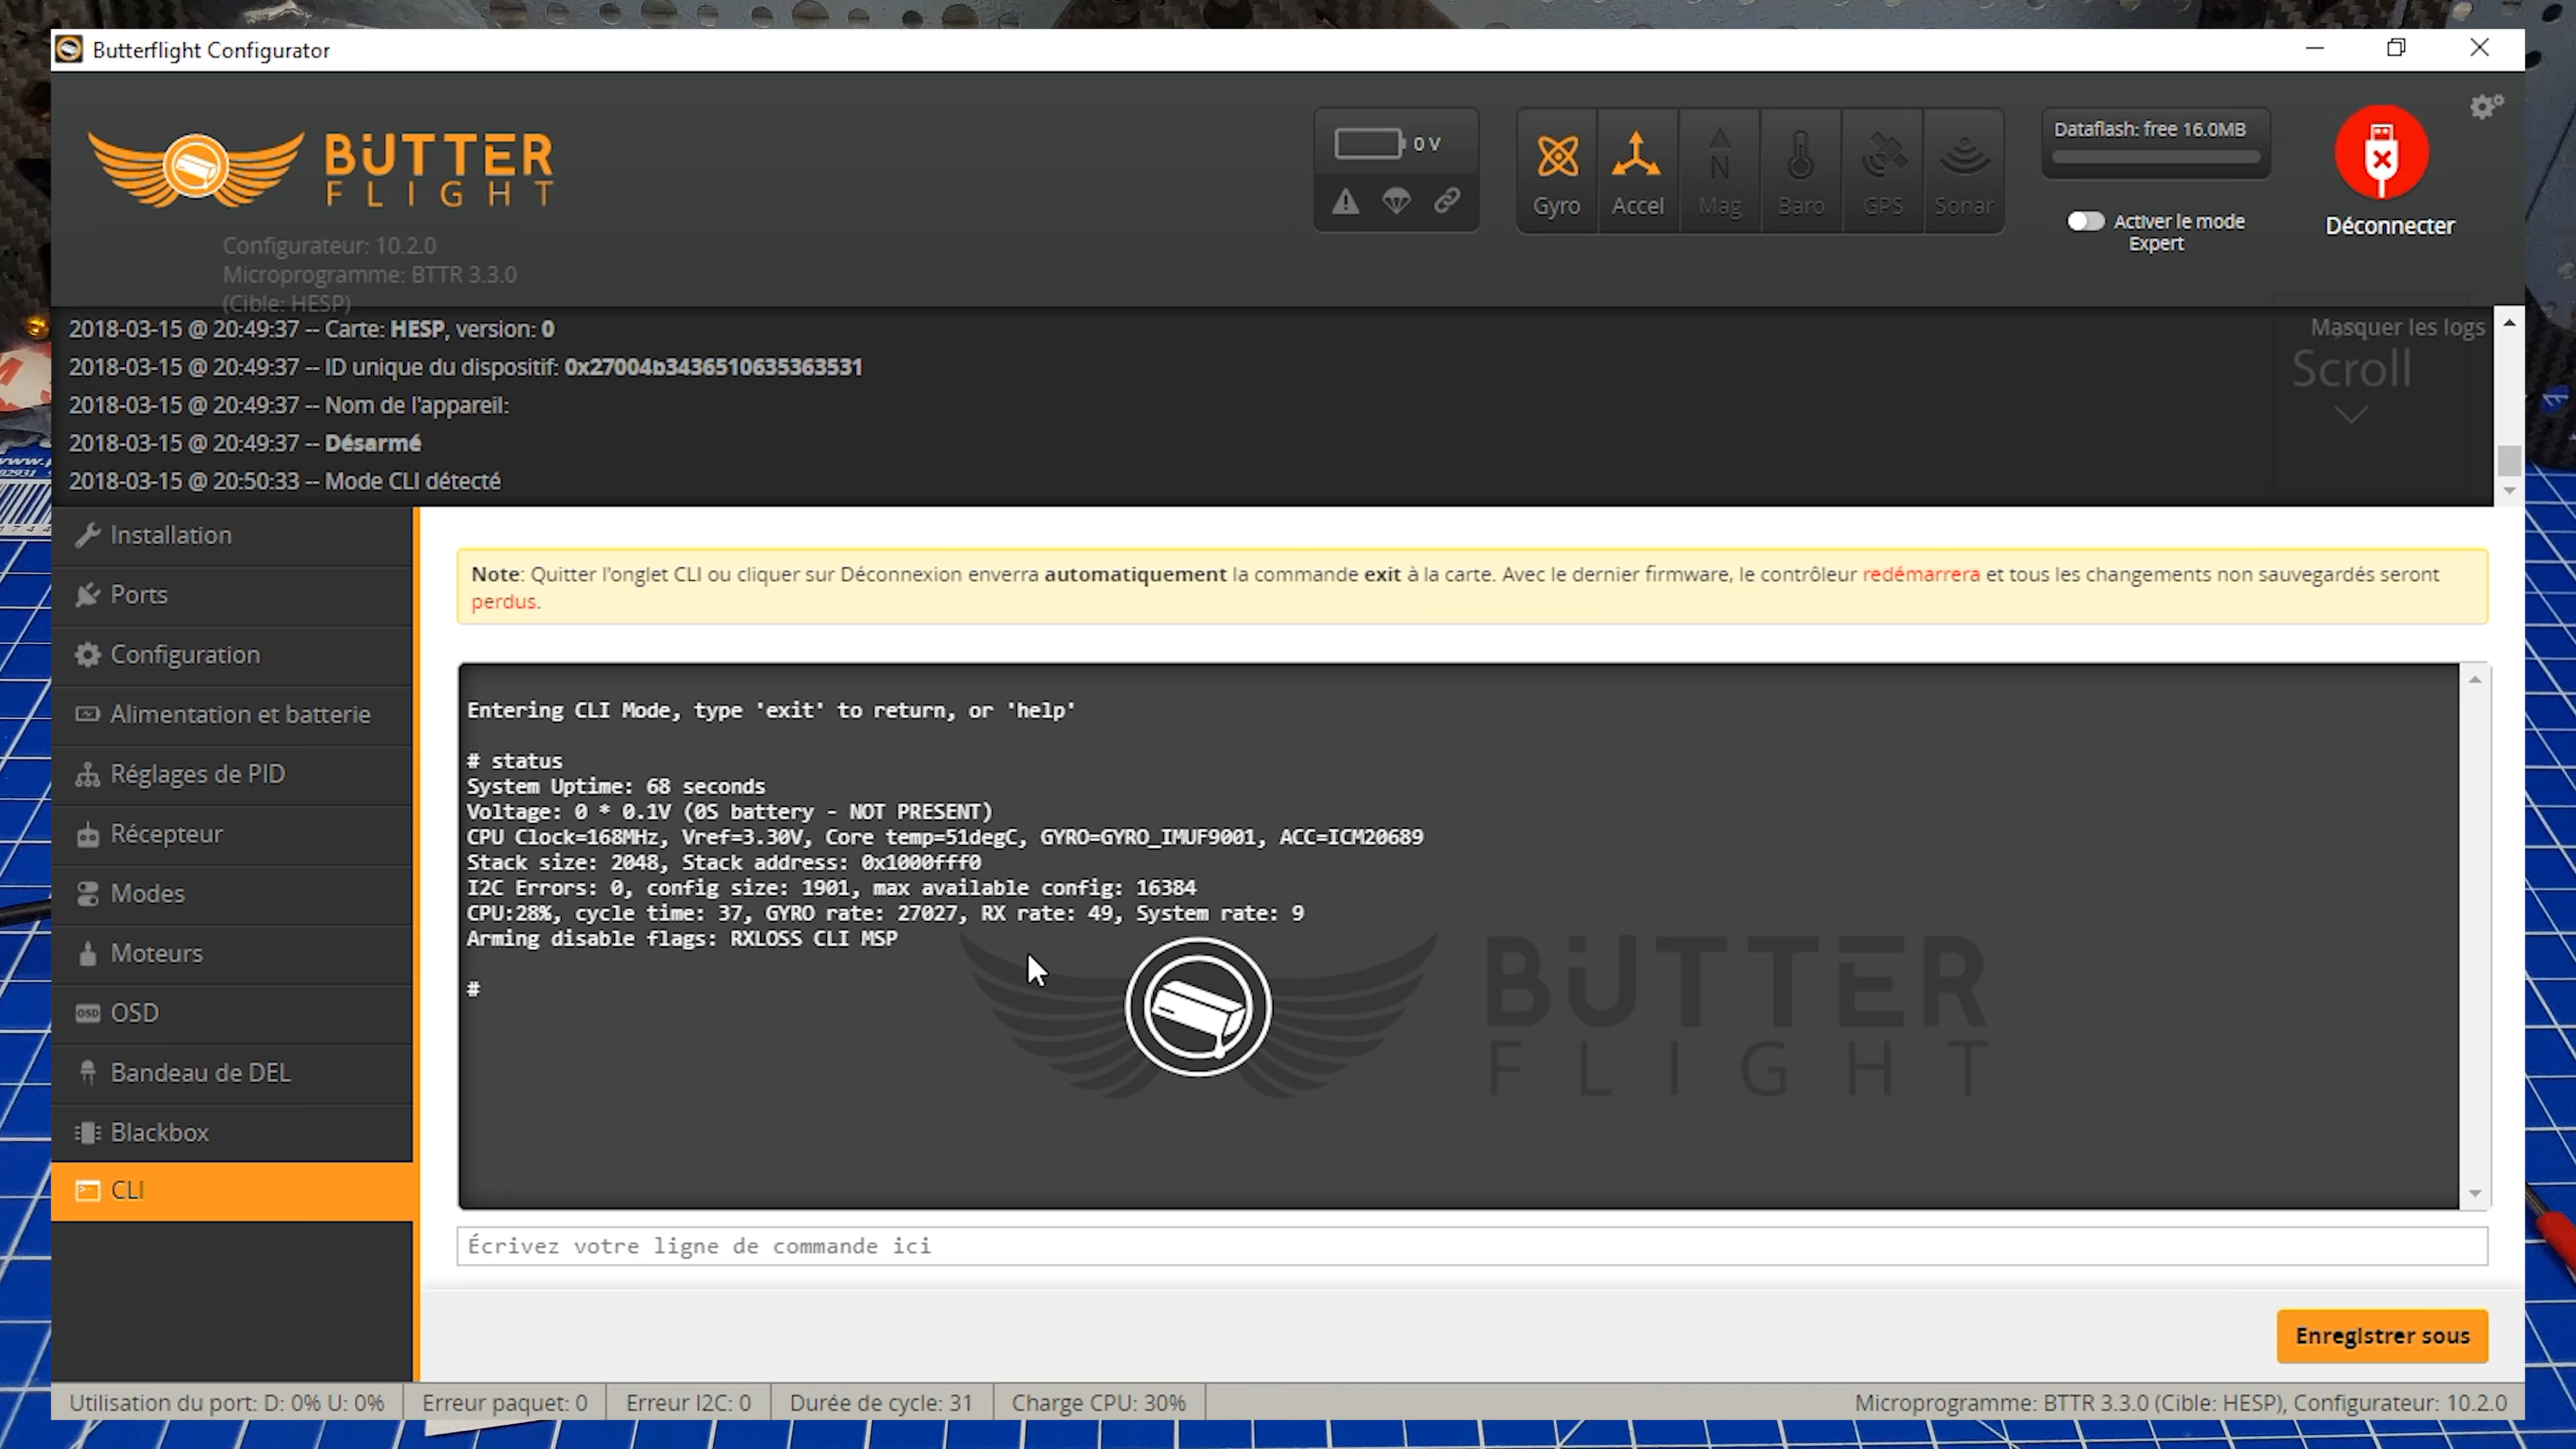 Butterflight Configurator
BUTTER
FLIGHT
Configurateur: 10.2.0
Microprogramme: BTTR 3.3.0
(Cible: HESP)
0 V
Gyro
Accel
N
Mag
Baro
GPS
Sonar
Dataflash: free 16.0MB
Activer le mode
Expert
Déconnecter
2018-03-15 @ 20:49:37 -- Carte: HESP, version: 0
2018-03-15 @ 20:49:37 -- ID unique du dispositif: 0x27004b3436510635363531
2018-03-15 @ 20:49:37 -- Nom de l'appareil:
2018-03-15 @ 20:49:37 -- Désarmé
2018-03-15 @ 20:50:33 -- Mode CLI détecté
Masquer les logs
Scroll
Installation
Ports
Configuration
Alimentation et batterie
Réglages de PID
Récepteur
Modes
Moteurs
OSD
OSD
Bandeau de DEL
Blackbox
CLI
Note: Quitter l'onglet CLI ou cliquer sur Déconnexion enverra automatiquement la commande exit à la carte. Avec le dernier firmware, le contrôleur redémarrera et tous les changements non sauvegardés seront
perdus.
Entering CLI Mode, type 'exit' to return, or 'help'
# status
System Uptime: 68 seconds
Voltage: 0 * 0.1V (0S battery - NOT PRESENT)
CPU Clock=168MHz, Vref=3.30V, Core temp=51degC, GYRO=GYRO_IMUF9001, ACC=ICM20689
Stack size: 2048, Stack address: 0x1000fff0
I2C Errors: 0, config size: 1901, max available config: 16384
CPU:28%, cycle time: 37, GYRO rate: 27027, RX rate: 49, System rate: 9
Arming disable flags: RXLOSS CLI MSP
#
BUTTER
FLIGHT
Écrivez votre ligne de commande ici
Enregistrer sous
Utilisation du port: D: 0% U: 0%
Erreur paquet: 0
Erreur I2C: 0
Durée de cycle: 31
Charge CPU: 30%
Microprogramme: BTTR 3.3.0 (Cible: HESP), Configurateur: 10.2.0